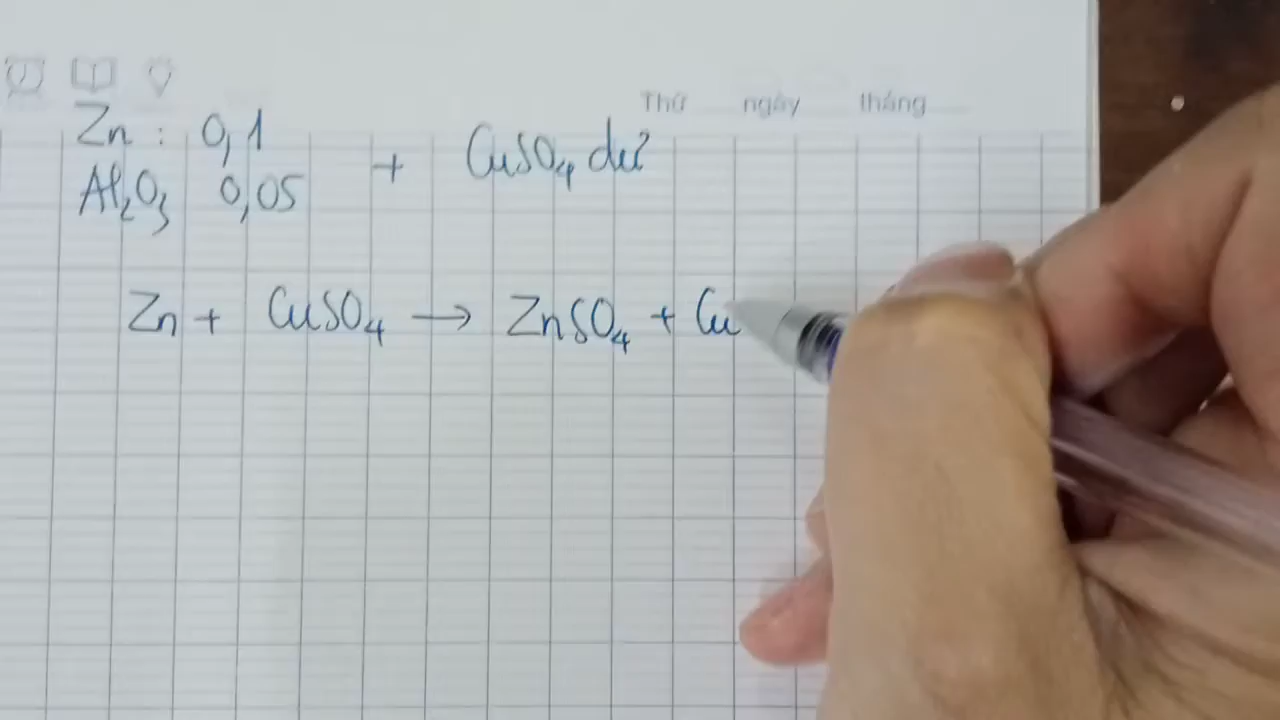 Thứ ngày tháng
Zn : 0,1
+ CuSO₄ dư
Al₂O₃ 0,05
Zn + CuSO₄ → ZnSO₄ + Cu